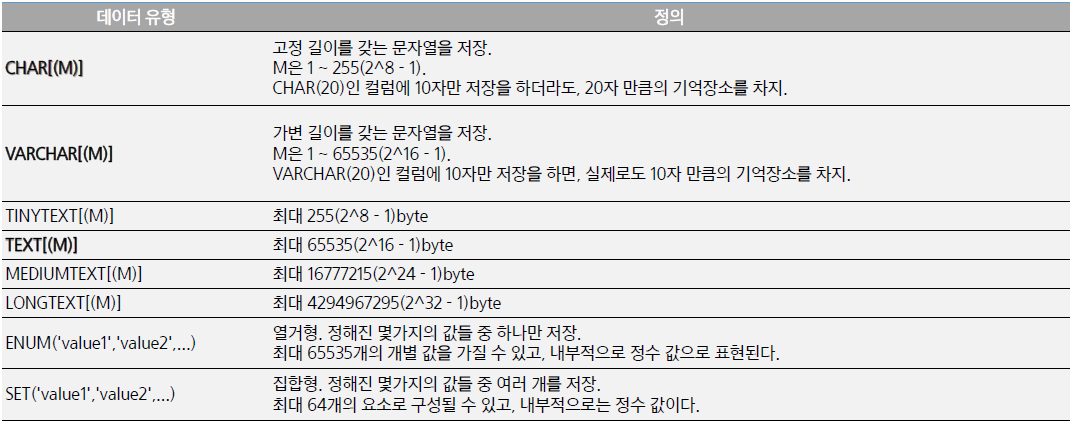 데이터 유형 정의
CHAR[(M)]
고정 길이를 갖는 문자열을 저장.
M은 1 ~ 255(2^8 - 1).
CHAR(20)인 컬럼에 10자만 저장을 하더라도, 20자 만큼의 기억장소를 차지.
VARCHAR[(M)]
가변 길이를 갖는 문자열을 저장.
M은 1 ~ 65535(2^16 - 1).
VARCHAR(20)인 컬럼에 10자만 저장을 하면, 실제로도 10자 만큼의 기억장소를 차지.
TINYTEXT[(M)] 최대 255(2^8 - 1)byte
TEXT[(M)] 최대 65535(2^16 - 1)byte
MEDIUMTEXT[(M)] 최대 16777215(2^24 - 1)byte
LONGTEXT[(M)] 최대 4294967295(2^32 - 1)byte
ENUM('value1','value2',...)
열거형. 정해진 몇가지의 값들 중 하나만 저장.
최대 65535개의 개별 값을 가질 수 있고, 내부적으로 정수 값으로 표현된다.
SET('value1','value2',...)
집합형. 정해진 몇가지의 값들 중 여러 개를 저장.
최대 64개의 요소로 구성될 수 있고, 내부적으로는 정수 값이다.